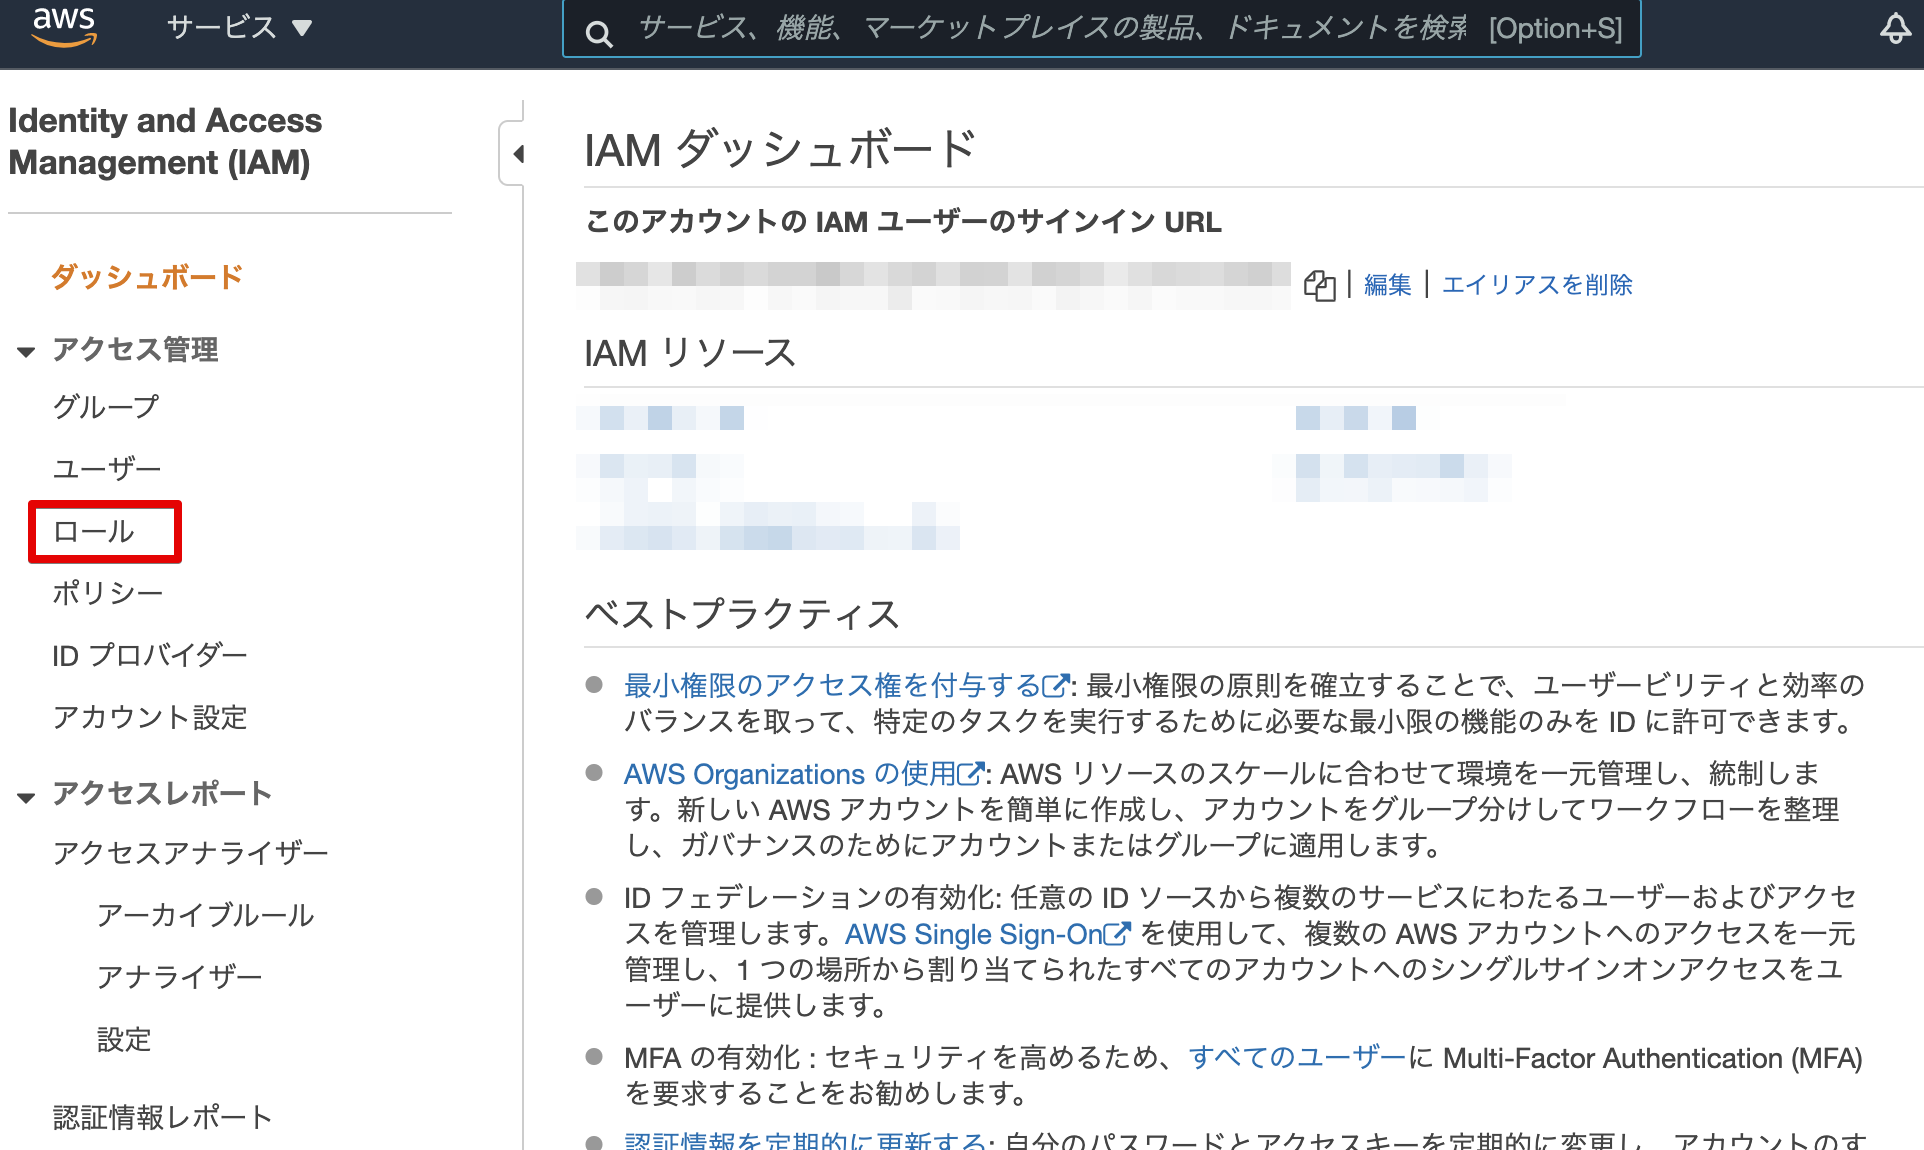 aws
サービス
サービス、機能、マーケットプレイスの製品、ドキュメントを検索 [Option+S]
Identity and Access
Management (IAM)
ダッシュボード
アクセス管理
グループ
ユーザー
ロール
ポリシー
ID プロバイダー
アカウント設定
アクセスレポート
アクセスアナライザー
アーカイブルール
アナライザー
設定
認証情報レポート
IAM ダッシュボード
このアカウントの IAM ユーザーのサインイン URL
| 編集 | エイリアスを削除
IAM リソース
ベストプラクティス
最小権限のアクセス権を付与する: 最小権限の原則を確立することで、ユーザービリティと効率の
バランスを取って、特定のタスクを実行するために必要な最小限の機能のみを ID に許可できます。
AWS Organizations の使用: AWS リソースのスケールに合わせて環境を一元管理し、統制しま
す。新しい AWS アカウントを簡単に作成し、アカウントをグループ分けしてワークフローを整理
し、ガバナンスのためにアカウントまたはグループに適用します。
ID フェデレーションの有効化: 任意の ID ソースから複数のサービスにわたるユーザーおよびアクセ
スを管理します。AWS Single Sign-On を使用して、複数の AWS アカウントへのアクセスを一元
管理し、1 つの場所から割り当てられたすべてのアカウントへのシングルサインオンアクセスをユ
ーザーに提供します。
MFA の有効化 : セキュリティを高めるため、すべてのユーザーに Multi-Factor Authentication (MFA)
を要求することをお勧めします。
認証情報を定期的に更新する: 自分のパスワードとアクセスキーを定期的に変更し、アカウントのす